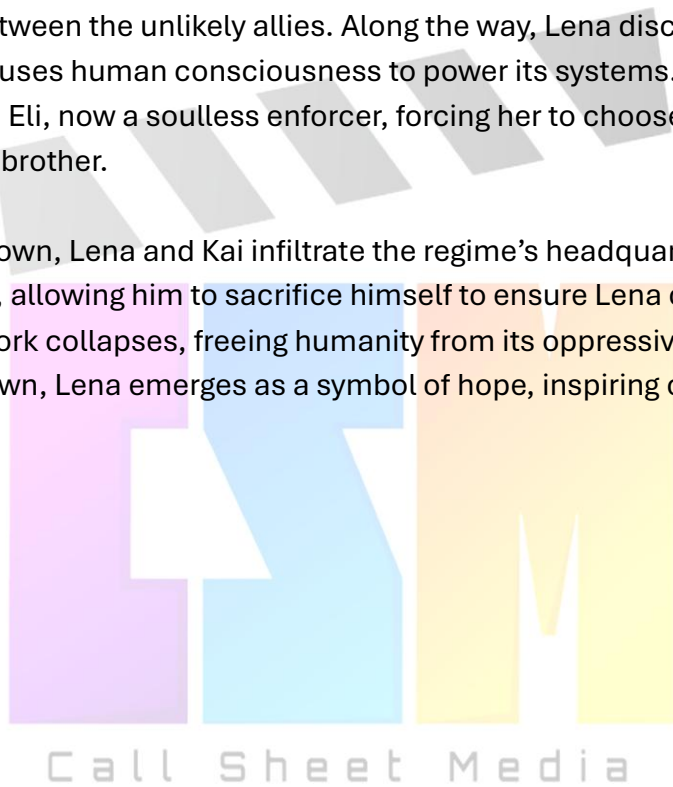 tween the unlikely allies. Along the way, Lena disc
uses human consciousness to power its systems.
Eli, now a soulless enforcer, forcing her to choose
brother.
own, Lena and Kai infiltrate the regime’s headquar
, allowing him to sacrifice himself to ensure Lena
ork collapses, freeing humanity from its oppressiv
wn, Lena emerges as a symbol of hope, inspiring
CSM
Call Sheet Media